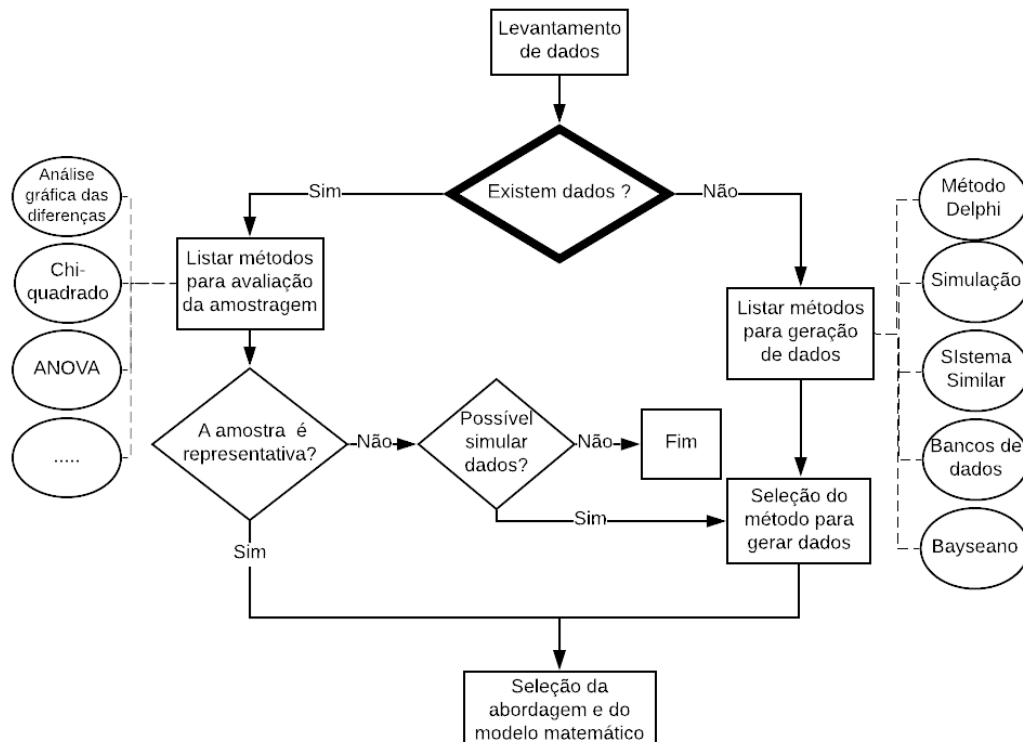 Levantamento
de dados
Existem dados ?
Sim
Não
Análise
gráfica das
diferenças
Chi-
quadrado
ANOVA
.....
Listar métodos
para avaliação
da amostragem
Método
Delphi
Simulação
SIstema
Similar
Bancos de
dados
Bayseano
Listar métodos
para geração
de dados
A amostra é
representativa?
Não
Possível
simular
dados?
Não
Fim
Sim
Sim
Seleção do
método para
gerar dados
Seleção da
abordagem e do
modelo matemático